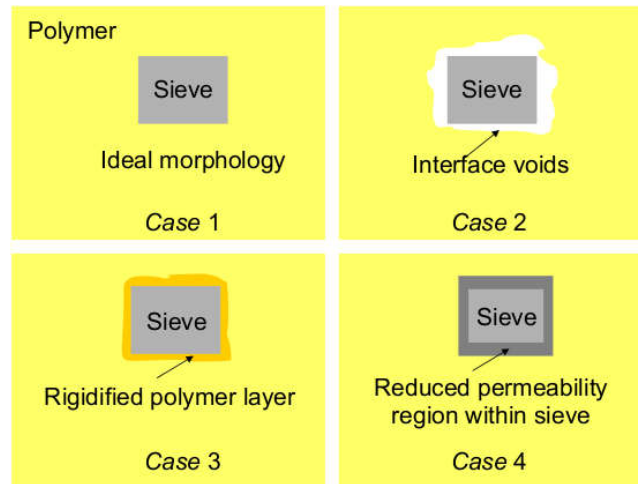 Polymer
Sieve
Ideal morphology
Case 1
Sieve
Interface voids
Case 2
Sieve
Rigidified polymer layer
Case 3
Sieve
Reduced permeability
region within sieve
Case 4